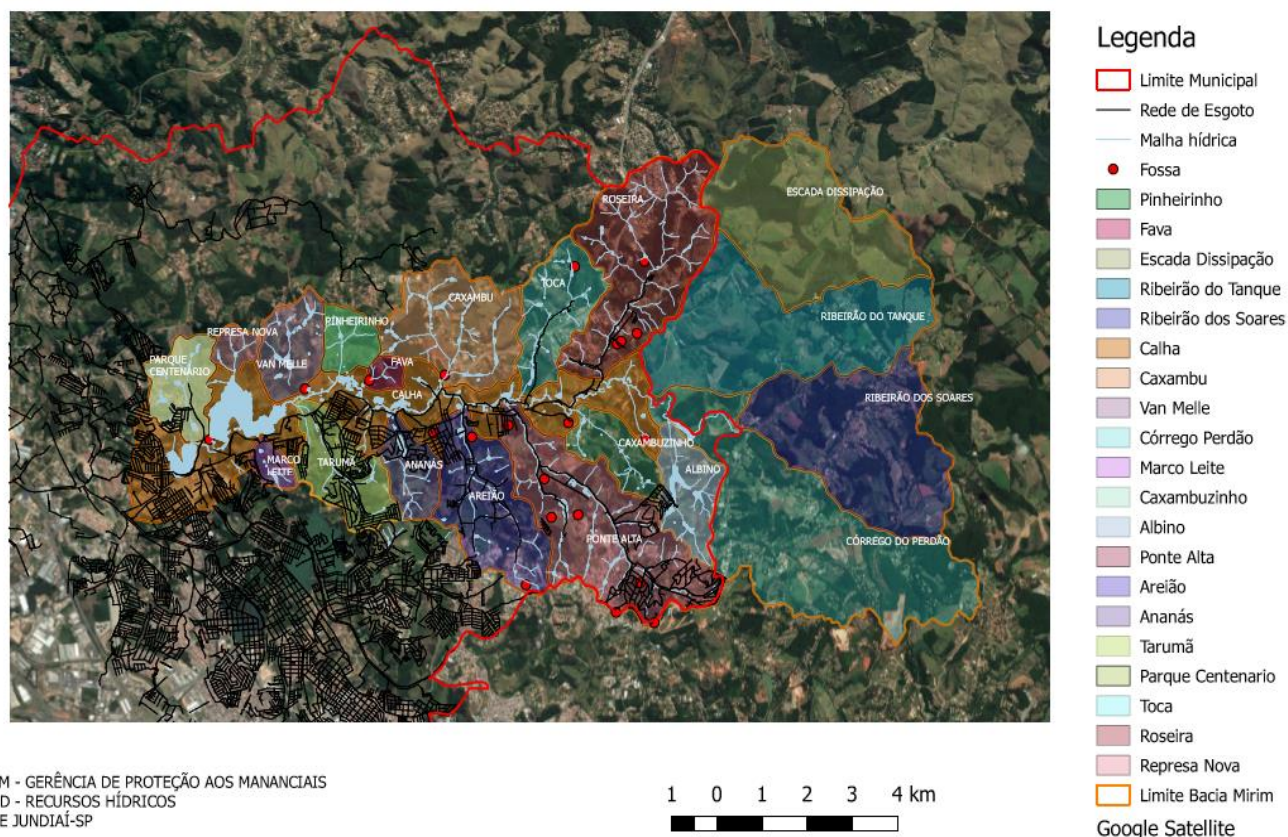 ESCADA DISSIPAÇÃO
ROSEIRA
TOCA
CAXAMBU
RIBEIRÃO DO TANQUE
PINHEIRINHO
REPRESA NOVA
PARQUE
CENTENÁRIO
VAN MELLE
FAVA
CALHA
RIBEIRÃO DOS SOARES
CAXAMBUZINHO
MARCO
LEITE
TARUMÃ
ANANÁS
ALBINO
AREIÃO
PONTE ALTA
CÓRREGO DO PERDÃO
Legenda
Limite Municipal
Rede de Esgoto
Malha hídrica
Fossa
Pinheirinho
Fava
Escada Dissipação
Ribeirão do Tanque
Ribeirão dos Soares
Calha
Caxambu
Van Melle
Córrego Perdão
Marco Leite
Caxambuzinho
Albino
Ponte Alta
Areião
Ananás
Tarumã
Parque Centenario
Toca
Roseira
Represa Nova
Limite Bacia Mirim
Google Satellite
M - GERÊNCIA DE PROTEÇÃO AOS MANANCIAIS
D - RECURSOS HÍDRICOS
E JUNDIAÍ-SP
1 0 1 2 3 4 km